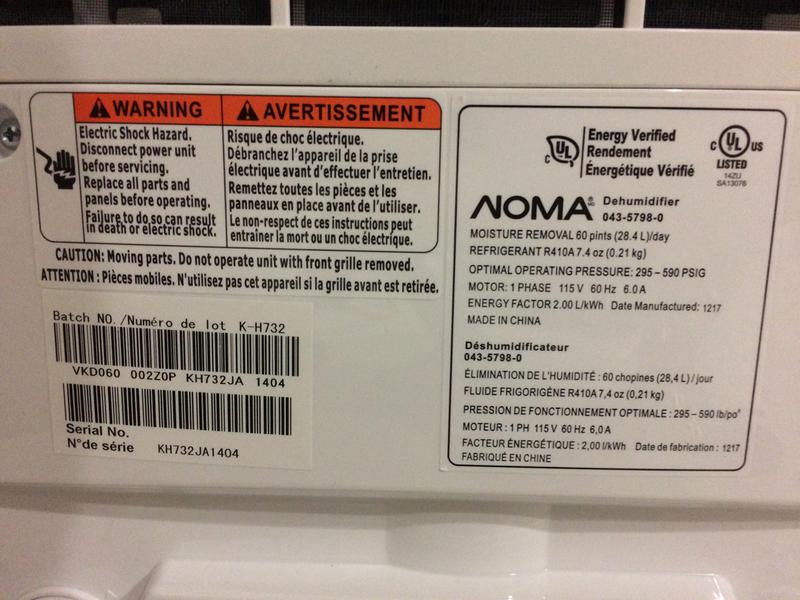 WARNING
Electric Shock Hazard.
Disconnect power unit
before servicing.
Replace all parts and
panels before operating.
Failure to do so can result
in death or electric shock.
AVERTISSEMENT
Risque de choc électrique.
Débranchez l'appareil de la prise
électrique avant d'effectuer l'entretien.
Remettez toutes les pièces et les
panneaux en place avant de l'utiliser.
Le non-respect de ces instructions peut
entraîner la mort ou un choc électrique.
CAUTION: Moving parts. Do not operate unit with front grille removed.
ATTENTION : Pièces mobiles. N'utilisez pas cet appareil si la grille avant est retirée.
Batch NO. /Numéro de lot K-H732
VKD060 002Z0P KH732JA 1404
Serial No.
N°de série KH732JA1404
C UL
Energy Verified
Rendement
Énergétique Vérifié
C UL US
LISTED
14ZU
SA13076
NOMA® MD Dehumidifier
043-5798-0
MOISTURE REMOVAL 60 pints (28.4 L)/day
REFRIGERANT R410A 7.4 oz (0.21 kg)
OPTIMAL OPERATING PRESSURE: 295 – 590 PSIG
MOTOR: 1 PHASE 115 V 60 Hz 6.0 A
ENERGY FACTOR 2.00 L/kWh Date Manufactured: 1217
MADE IN CHINA
Déshumidificateur
043-5798-0
ÉLIMINATION DE L'HUMIDITÉ : 60 chopines (28,4 L) / jour
FLUIDE FRIGORIGÈNE R410A 7,4 oz (0,21 kg)
PRESSION DE FONCTIONNEMENT OPTIMALE : 295 – 590 lb/po²
MOTEUR : 1 PH 115 V 60 Hz 6,0 A
FACTEUR ÉNERGÉTIQUE : 2,00 l/kWh Date de fabrication : 1217
FABRIQUÉ EN CHINE